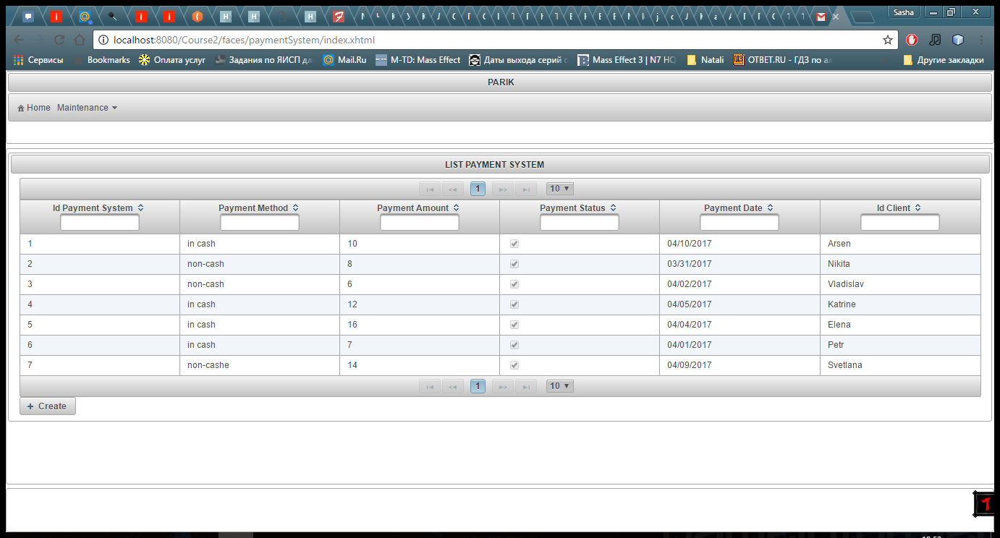 Sasha
localhost:8080/Course2/faces/paymentSystem/index.xhtml
Сервисы Bookmarks Оплата услуг Задания по ЯИСП дл Mail.Ru M-TD: Mass Effect Даты выхода серий с Mass Effect 3 | N7 HQ Natali ОТВЕТ.RU - ГДЗ по ал Другие закладки
PARIK
Home Maintenance
LIST PAYMENT SYSTEM
1 10
Id Payment System Payment Method Payment Amount Payment Status Payment Date Id Client
1 in cash 10 04/10/2017 Arsen
2 non-cash 8 03/31/2017 Nikita
3 non-cash 6 04/02/2017 Vladislav
4 in cash 12 04/05/2017 Katrine
5 in cash 16 04/04/2017 Elena
6 in cash 7 04/01/2017 Petr
7 non-cashe 14 04/09/2017 Svetlana
1 10
+ Create